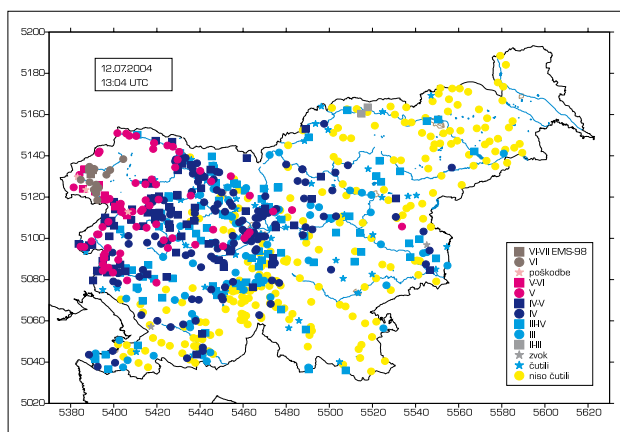 5200
5180
5160
5140
5120
5100
5080
5060
5040
5020
12.07.2004
13:04 UTC
VI-VII EMS-98
VI
poškodbe
V-VI
V
IV-V
IV
III-IV
III
II-III
zvok
čutili
niso čutili
5380 5400 5420 5440 5460 5480 5500 5520 5540 5560 5580 5600 5620